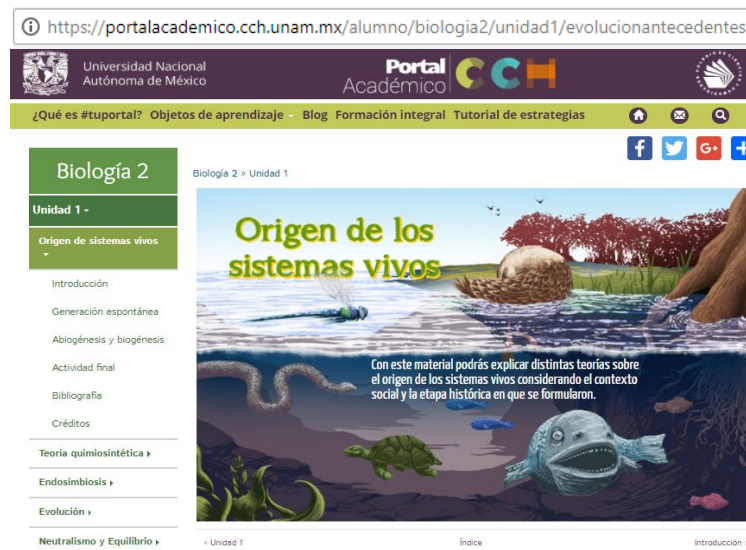 https://portalacademico.cch.unam.mx/alumno/biologia2/unidad1/evolucionantecedentes
Universidad Nacional
Autónoma de México
Portal
Académico
CCH
¿Qué es #tuportal? Objetos de aprendizaje Blog Formación integral Tutorial de estrategias
f
G+
Biología 2
Unidad 1
Origen de sistemas vivos
Introducción
Generación espontánea
Abiogénesis y biogénesis
Actividad final
Bibliografía
Créditos
Teoría quimiosintética
Endosimbiosis
Evolución
Neutralismo y Equilibrio
Biología 2 » Unidad 1
Origen de los
sistemas vivos
Con este material podrás explicar distintas teorías sobre
el origen de los sistemas vivos considerando el contexto
social y la etapa histórica en que se formularon.
‹ Unidad 1
Índice
Introducción